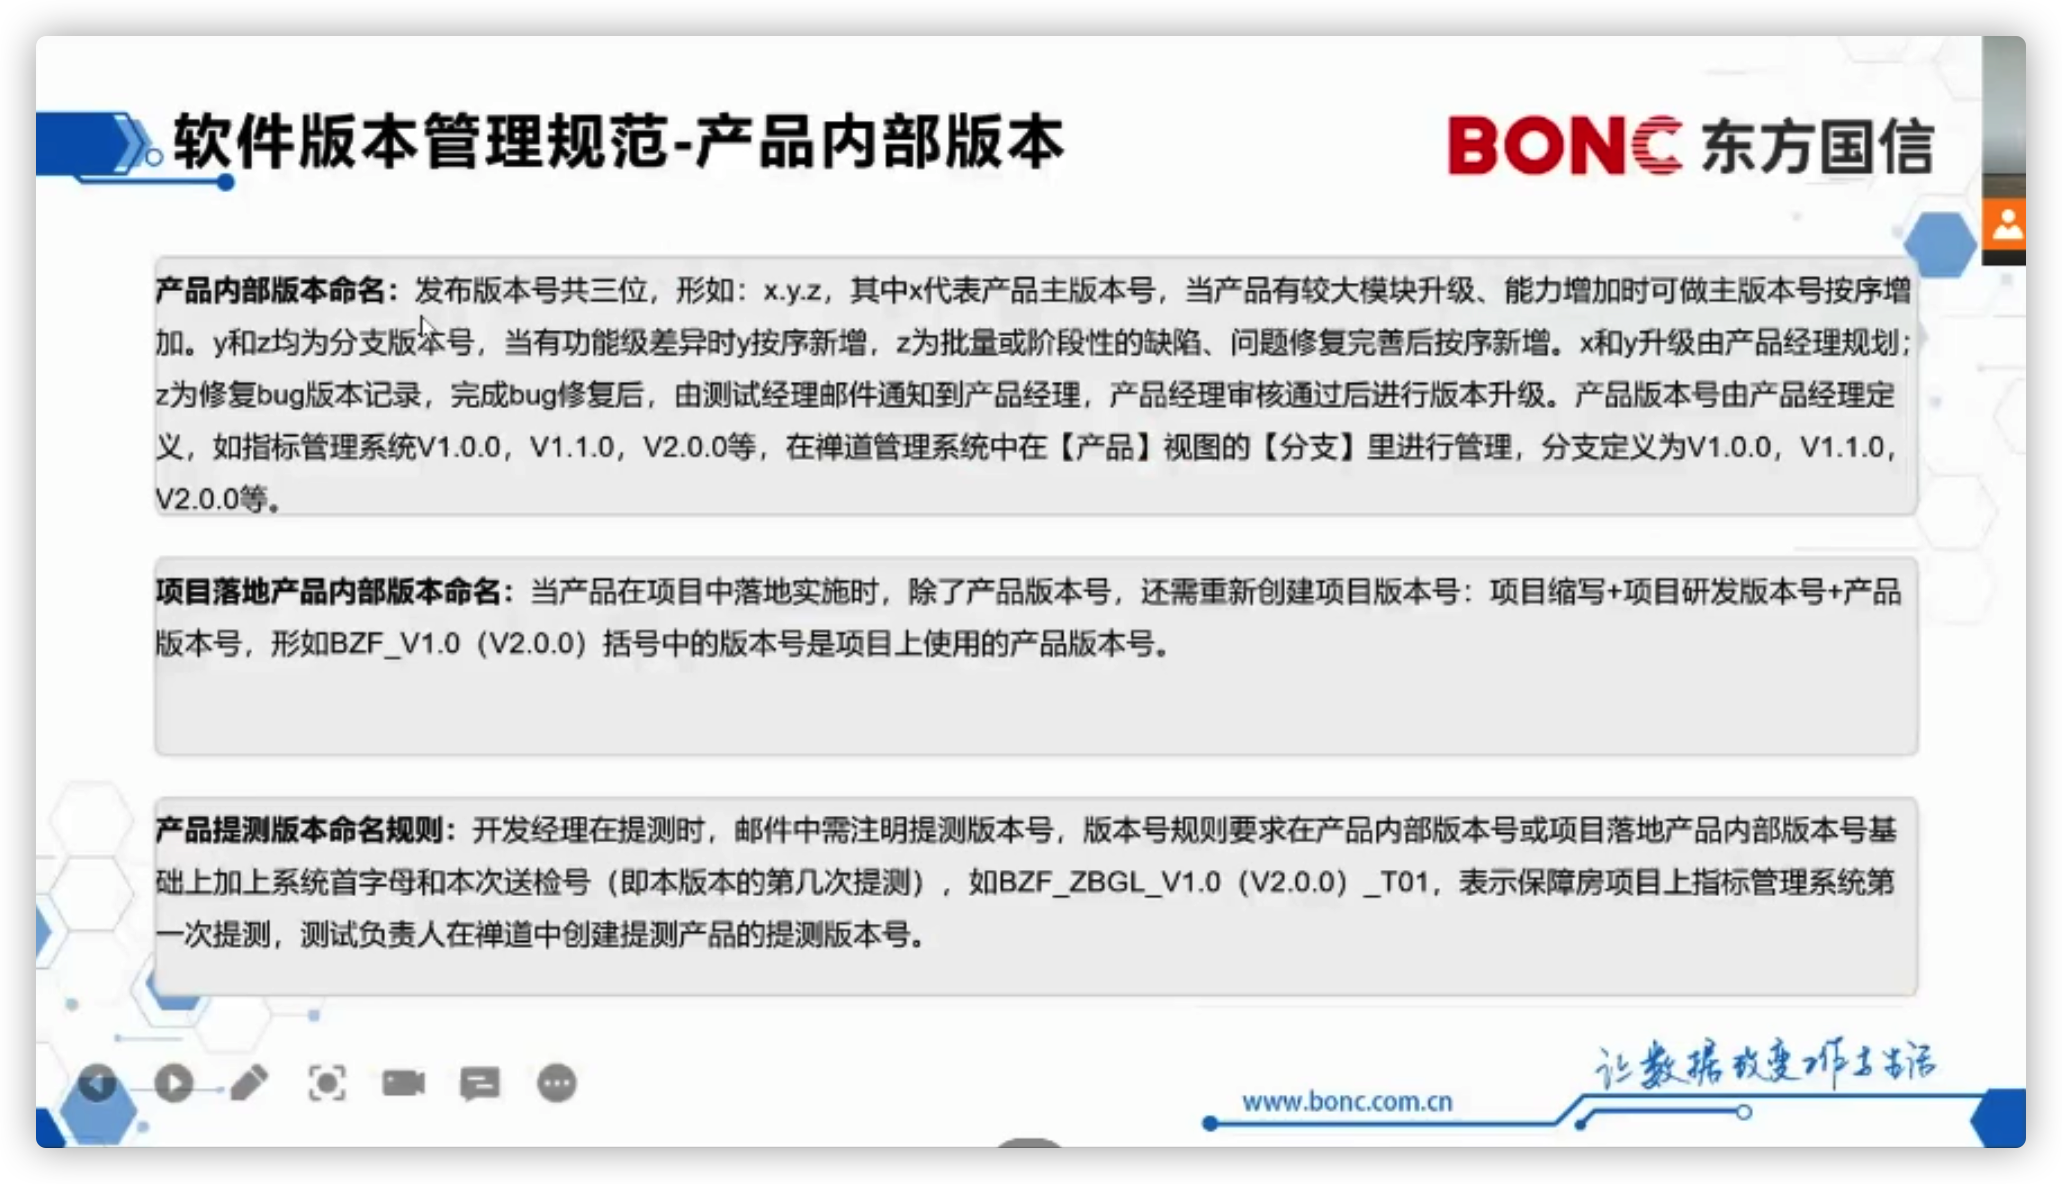 软件版本管理规范-产品内部版本
BONC 东方国信
产品内部版本命名：发布版本号共三位，形如：x.y.z，其中x代表产品主版本号，当产品有较大模块升级、能力增加时可做主版本号按序增
加。y和z均为分支版本号，当有功能级差异时y按序新增，z为批量或阶段性的缺陷、问题修复完善后按序新增。x和y升级由产品经理规划；
z为修复bug版本记录，完成bug修复后，由测试经理邮件通知到产品经理，产品经理审核通过后进行版本升级。产品版本号由产品经理定
义，如指标管理系统V1.0.0，V1.1.0，V2.0.0等，在禅道管理系统中在【产品】视图的【分支】里进行管理，分支定义为V1.0.0，V1.1.0，
V2.0.0等。
项目落地产品内部版本命名：当产品在项目中落地实施时，除了产品版本号，还需重新创建项目版本号：项目缩写+项目研发版本号+产品
版本号，形如BZF_V1.0（V2.0.0）括号中的版本号是项目上使用的产品版本号。
产品提测版本命名规则：开发经理在提测时，邮件中需注明提测版本号，版本号规则要求在产品内部版本号或项目落地产品内部版本号基
础上加上系统首字母和本次送检号（即本版本的第几次提测），如BZF_ZBGL_V1.0（V2.0.0）_T01，表示保障房项目上指标管理系统第
一次提测，测试负责人在禅道中创建提测产品的提测版本号。
让数据改变工作与生活
www.bonc.com.cn